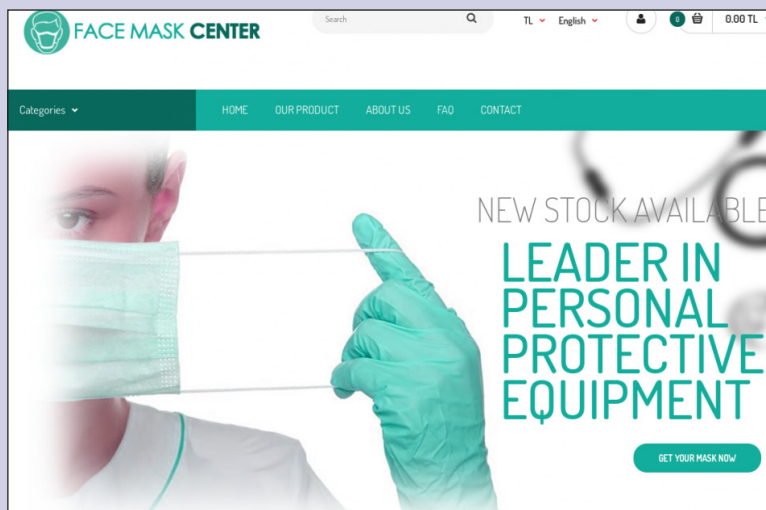 FACE MASK CENTER
Search
TL
English
0
0.00 TL
Categories
HOME
OUR PRODUCT
ABOUT US
FAQ
CONTACT
NEW STOCK AVAILABLE
LEADER IN
PERSONAL
PROTECTIVE
EQUIPMENT
GET YOUR MASK NOW